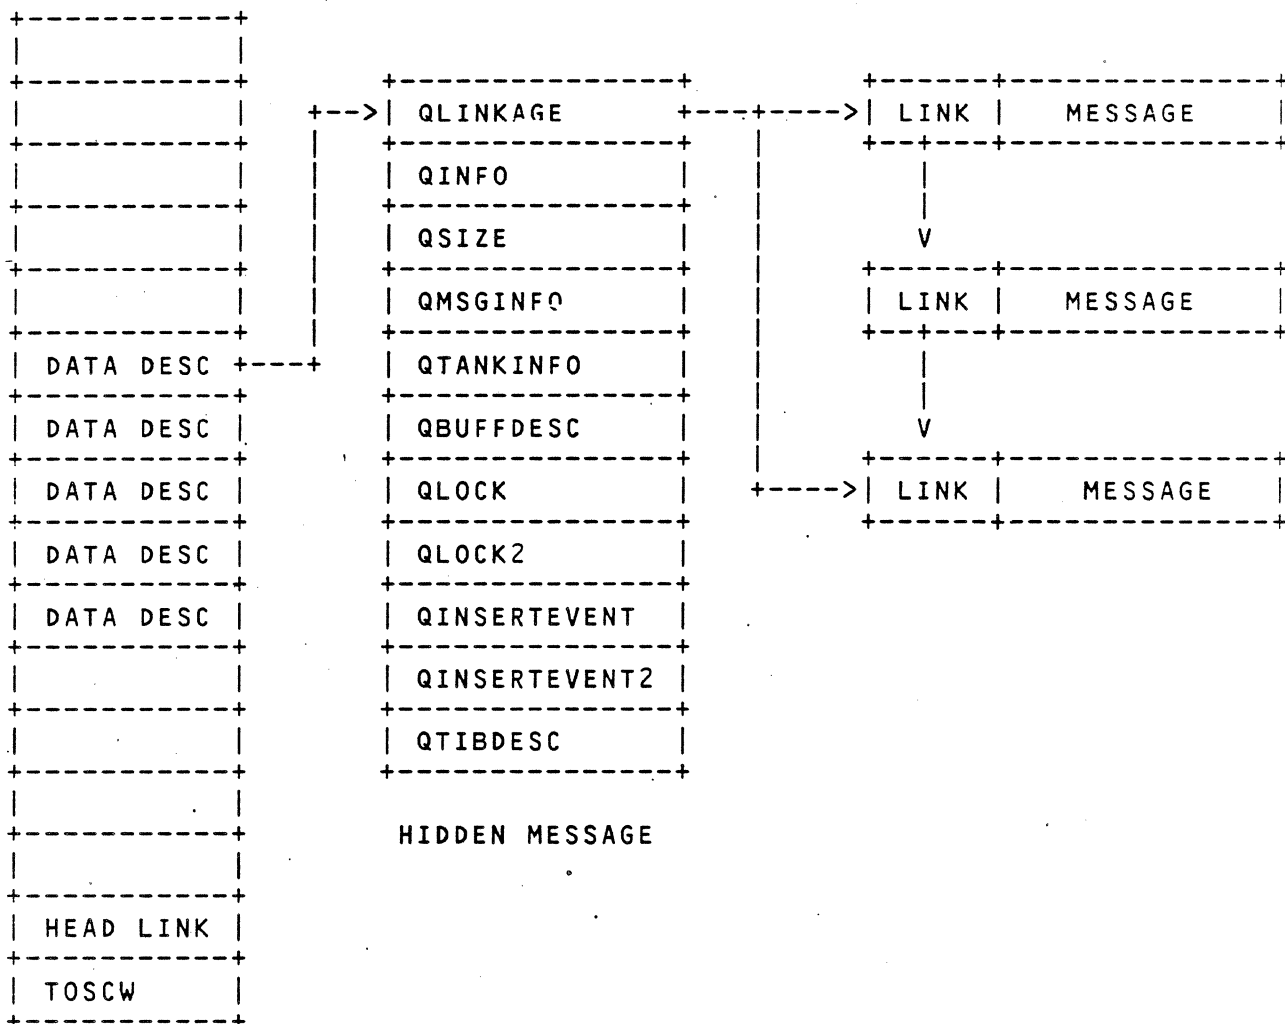 QLINKAGE LINK MESSAGE
QINFO
QSIZE
QMSGINFO LINK MESSAGE
DATA DESC QTANKINFO
DATA DESC QBUFFDESC
DATA DESC QLOCK LINK MESSAGE
DATA DESC QLOCK2
DATA DESC QINSERTEVENT
QINSERTEVENT2
QTIBDESC
HIDDEN MESSAGE
HEAD LINK
TOSCW